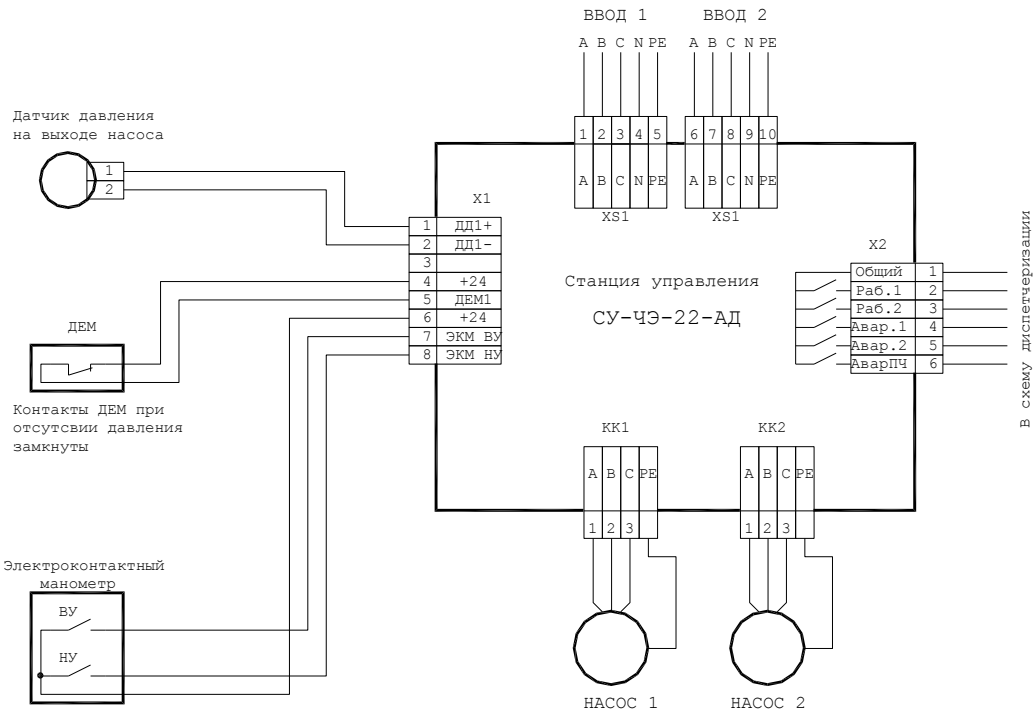 ВВОД 1 ВВОД 2
A B C N PE A B C N PE
Датчик давления
на выходе насоса
1
2
1 2 3 4 5 6 7 8 9 10
A B C N PE A B C N PE
XS1 XS1
X1
1 ДД1+
2 ДД1-
3
4 +24
5 ДЕМ1
6 +24
7 ЭКМ ВУ
8 ЭКМ НУ
Станция управления
СУ-ЧЭ-22-АД
X2
Общий 1
Раб.1 2
Раб.2 3
Авар.1 4
Авар.2 5
АварПЧ 6
В схему диспетчеризации
ДЕМ
Контакты ДЕМ при
отсутсвии давления
замкнуты
КК1 КК2
A B C PE A B C PE
1 2 3 1 2 3
Электроконтактный
манометр
ВУ
НУ
НАСОС 1 НАСОС 2